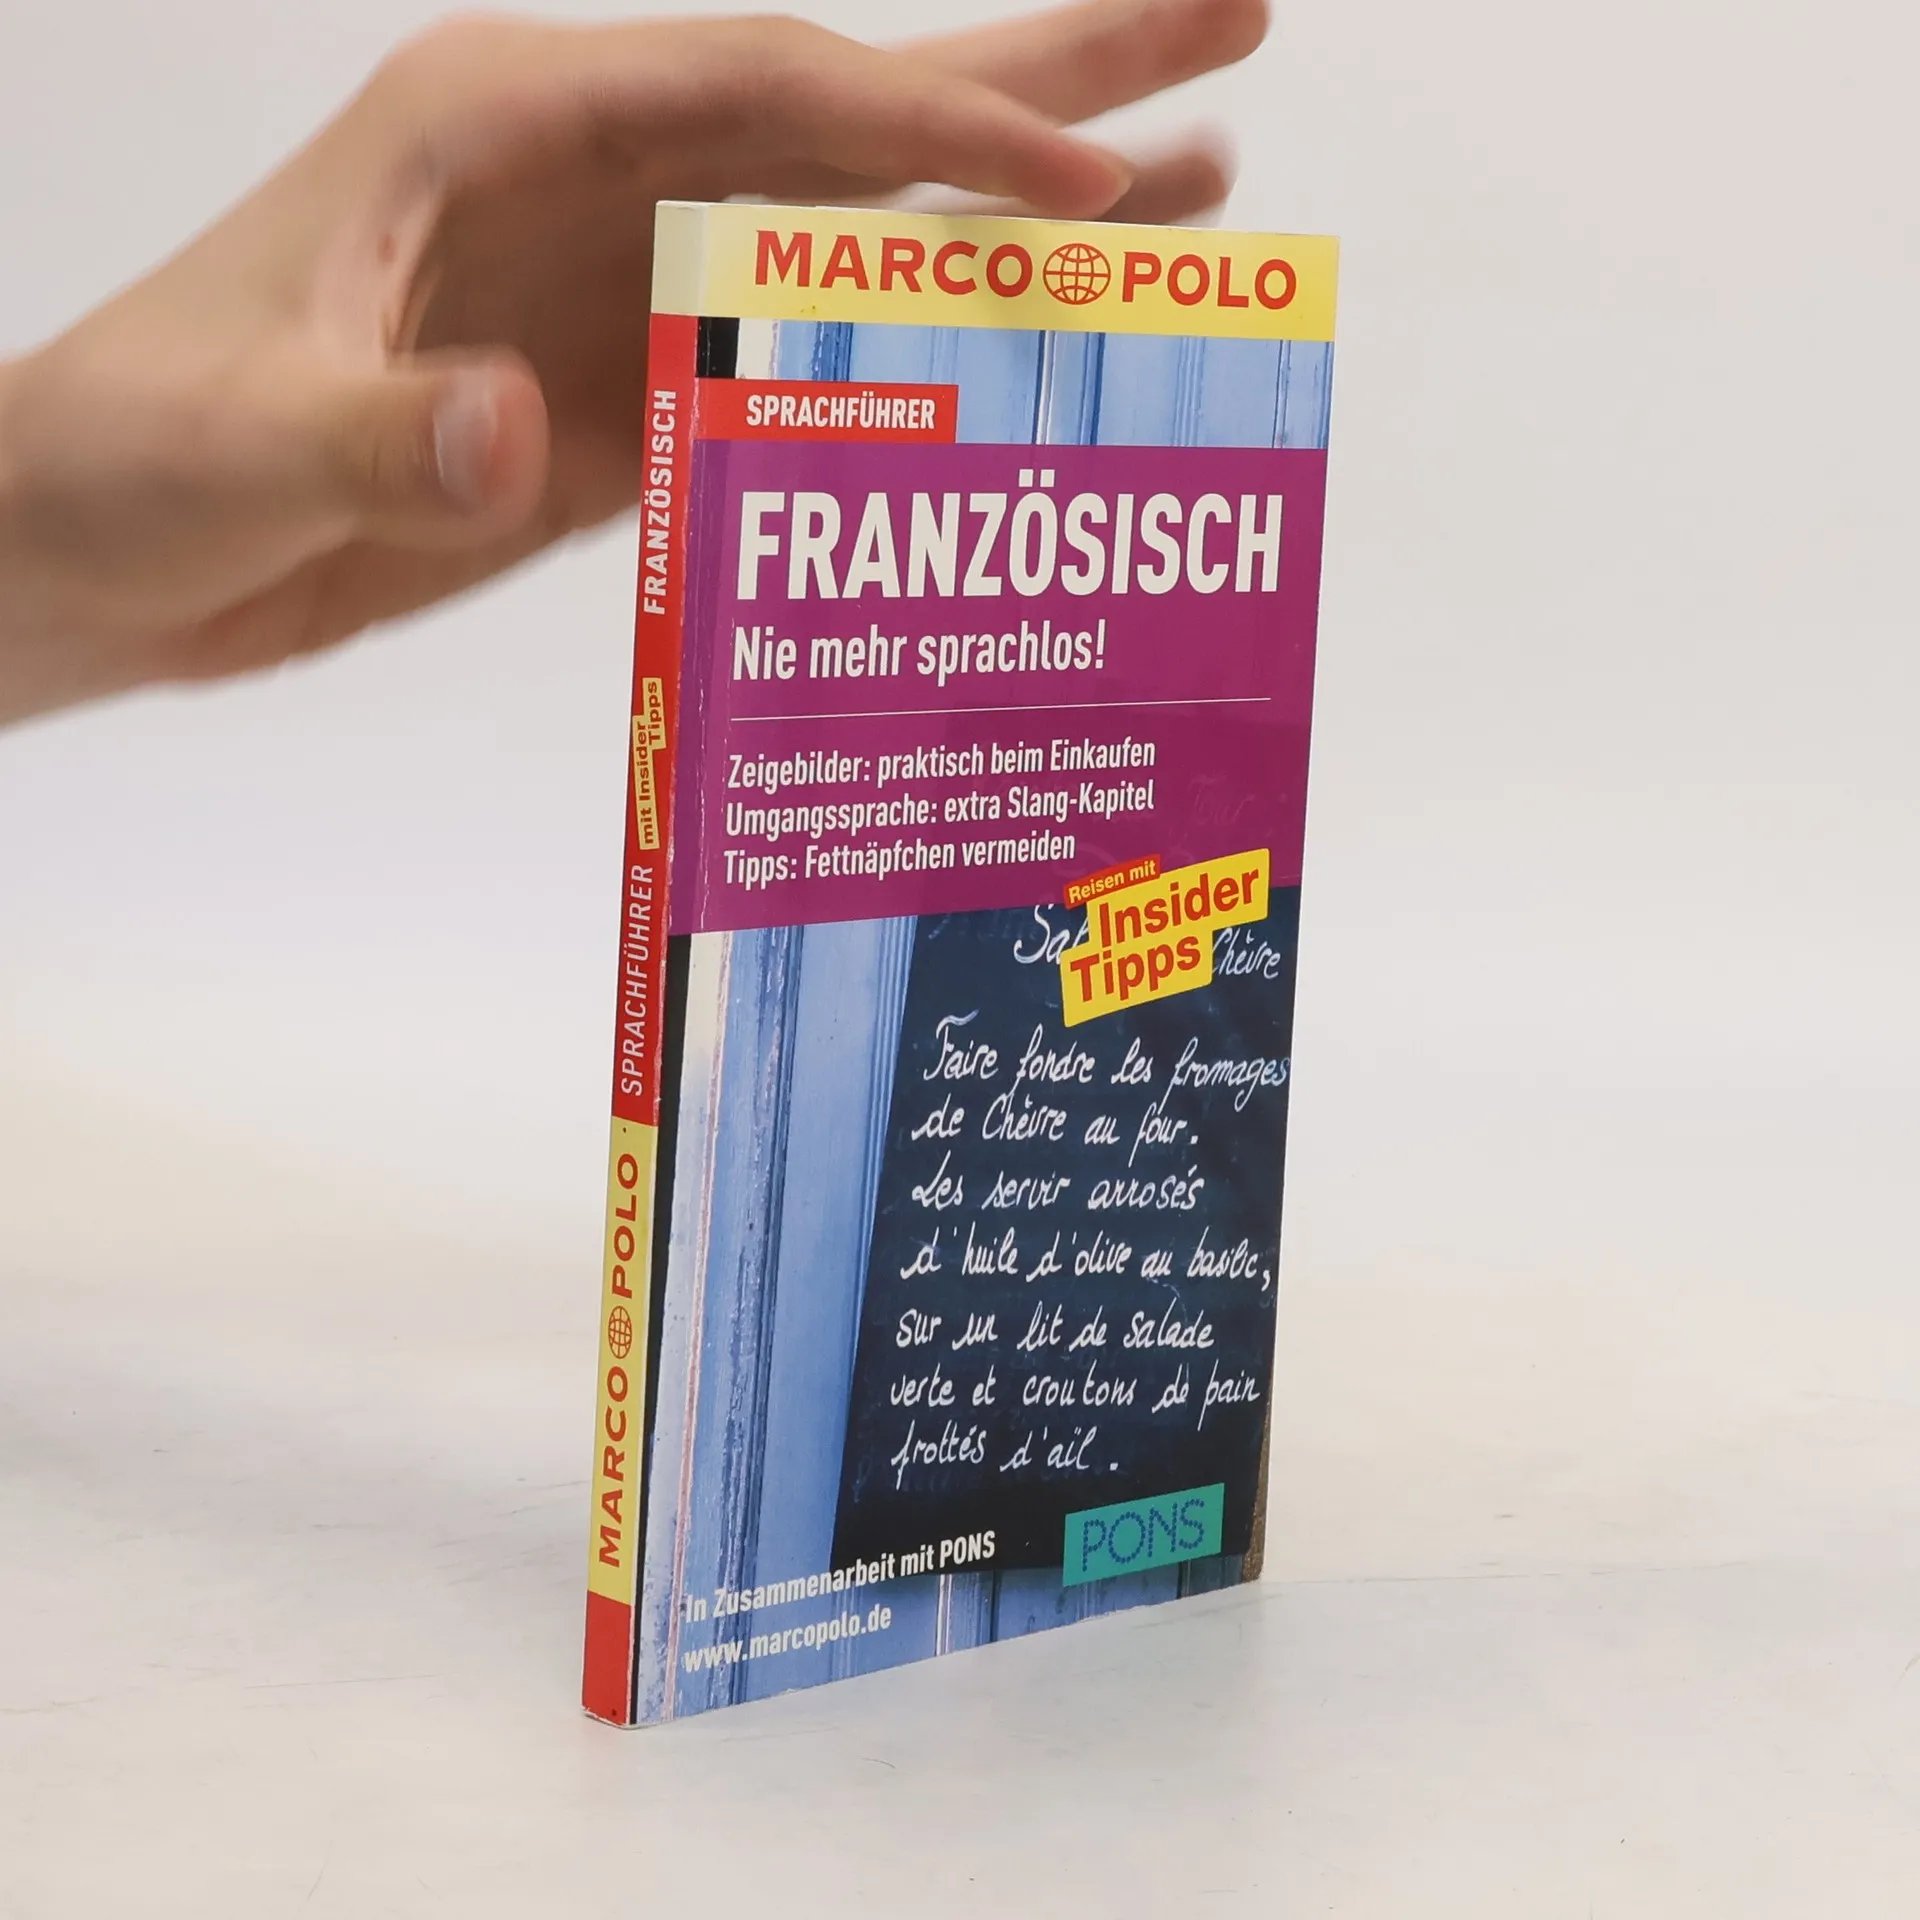 MARCO POLO
SPRACHFÜHRER
FRANZÖSISCH
Nie mehr sprachlos!
Zeigebilder: praktisch beim Einkaufen
Umgangssprache: extra Slang-Kapitel
Tipps: Fettnäpfchen vermeiden
Reisen mit
Insider
Tipps
Chèvre
Faire fondre les fromages
de Chèvre au four.
Les servir arrosés
d'huile d'olive au basilic,
sur un lit de salade
verte et croutons de pain
frottés d'aïl.
PONS
In Zusammenarbeit mit PONS
www.marcopolo.de
MARCO POLO SPRACHFÜHRER mit Insider Tipps FRANZÖSISCH